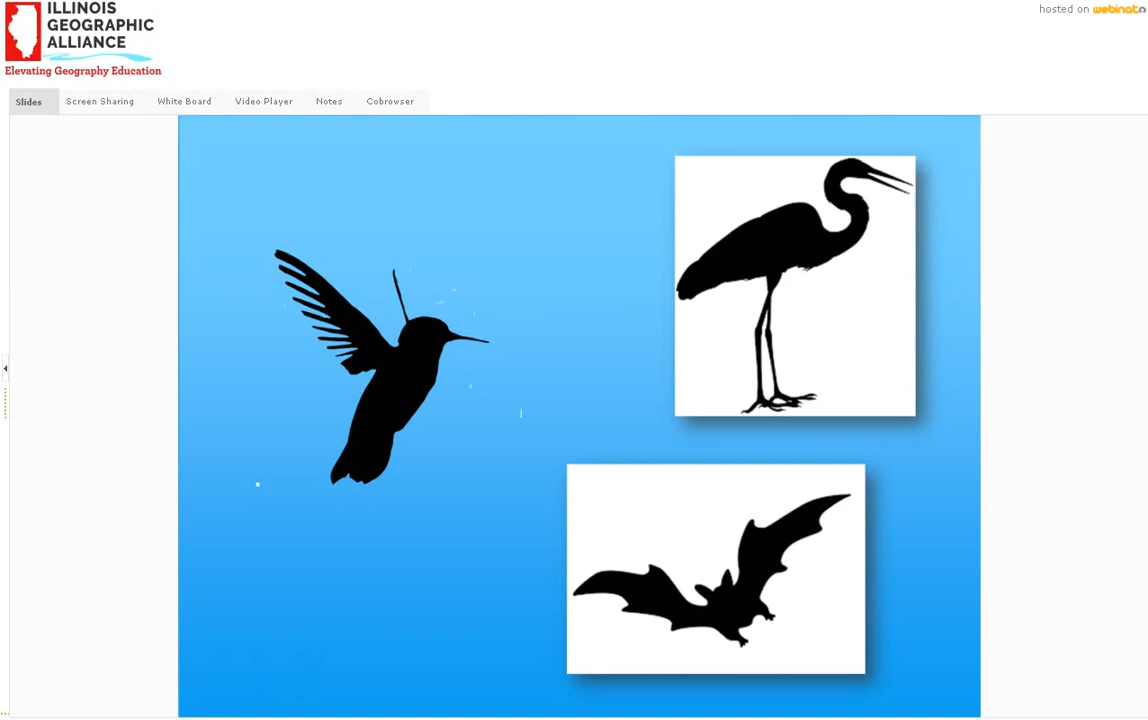 ILLINOIS
GEOGRAPHIC
ALLIANCE
Elevating Geography Education
hosted on webinato
Slides
Screen Sharing
White Board
Video Player
Notes
Cobrowser